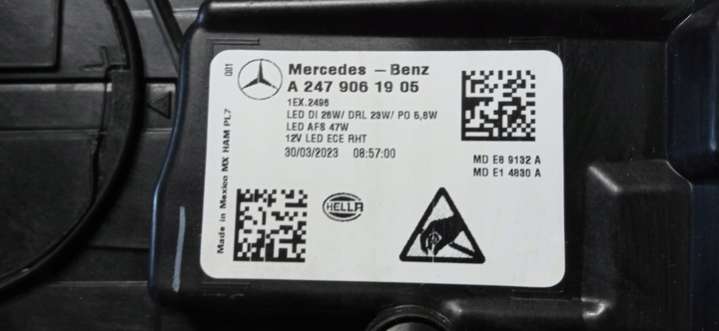 001
Mercedes-Benz
A 247 906 19 05
1EX.2496
LED DI 26W/ DRL 23W/ PO 5,8W
LED AFS 47W
12V LED ECE RHT
30/03/2023 08:57:00
MD E8 9132 A
MD E1 4830 A
Made in Mexico MX HAM PL7
HELLA